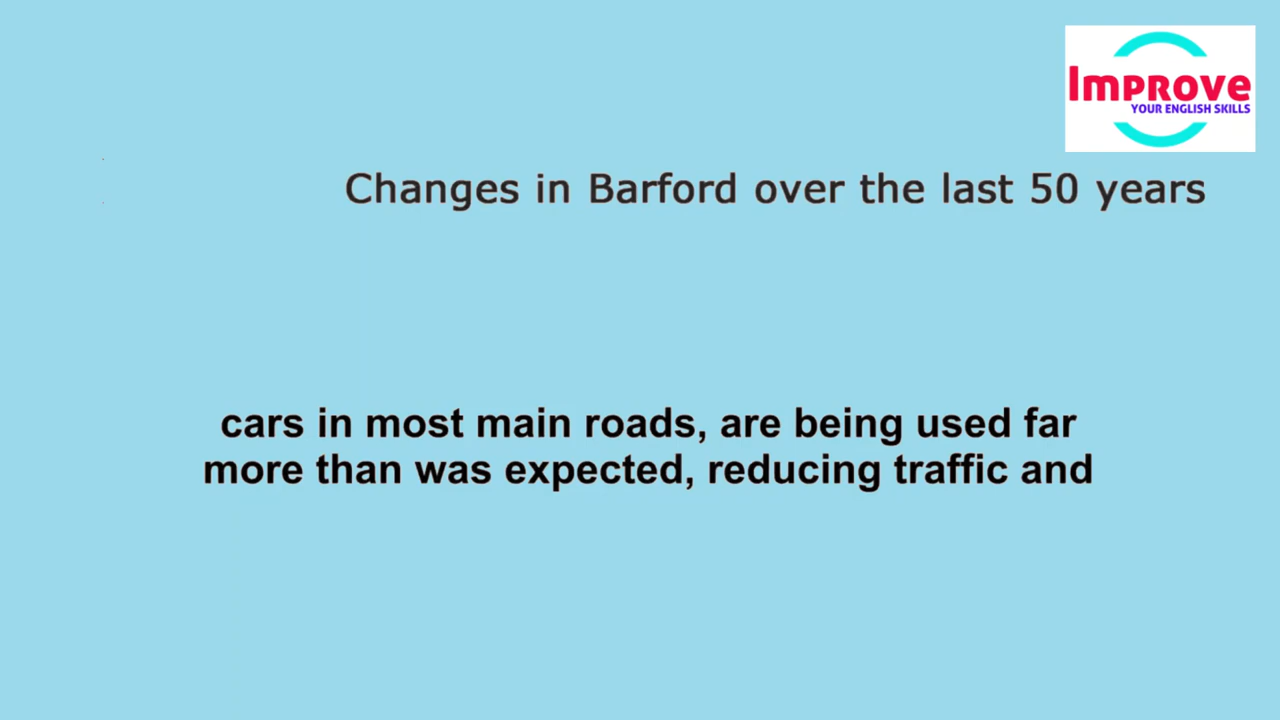 Improve
YOUR ENGLISH SKILLS
Changes in Barford over the last 50 years
cars in most main roads, are being used far
more than was expected, reducing traffic and